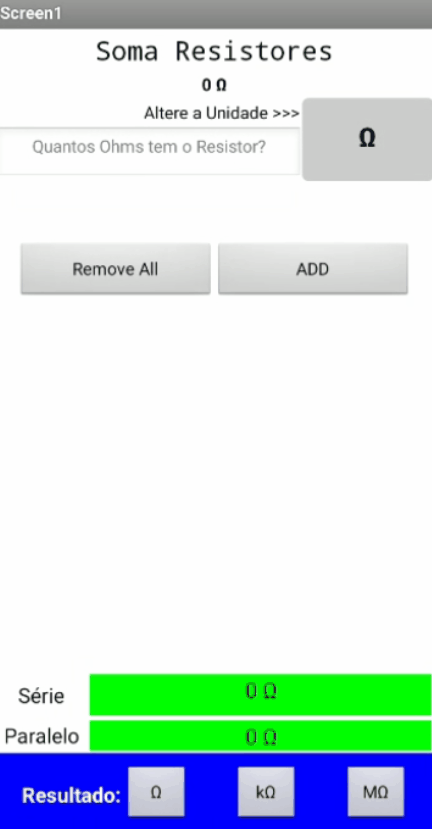 Screen1
Soma Resistores
0 Ω
Altere a Unidade >>>
Ω
Quantos Ohms tem o Resistor?
Remove All ADD
Série 0 Ω
Paralelo 0 Ω
Resultado: Ω kΩ MΩ